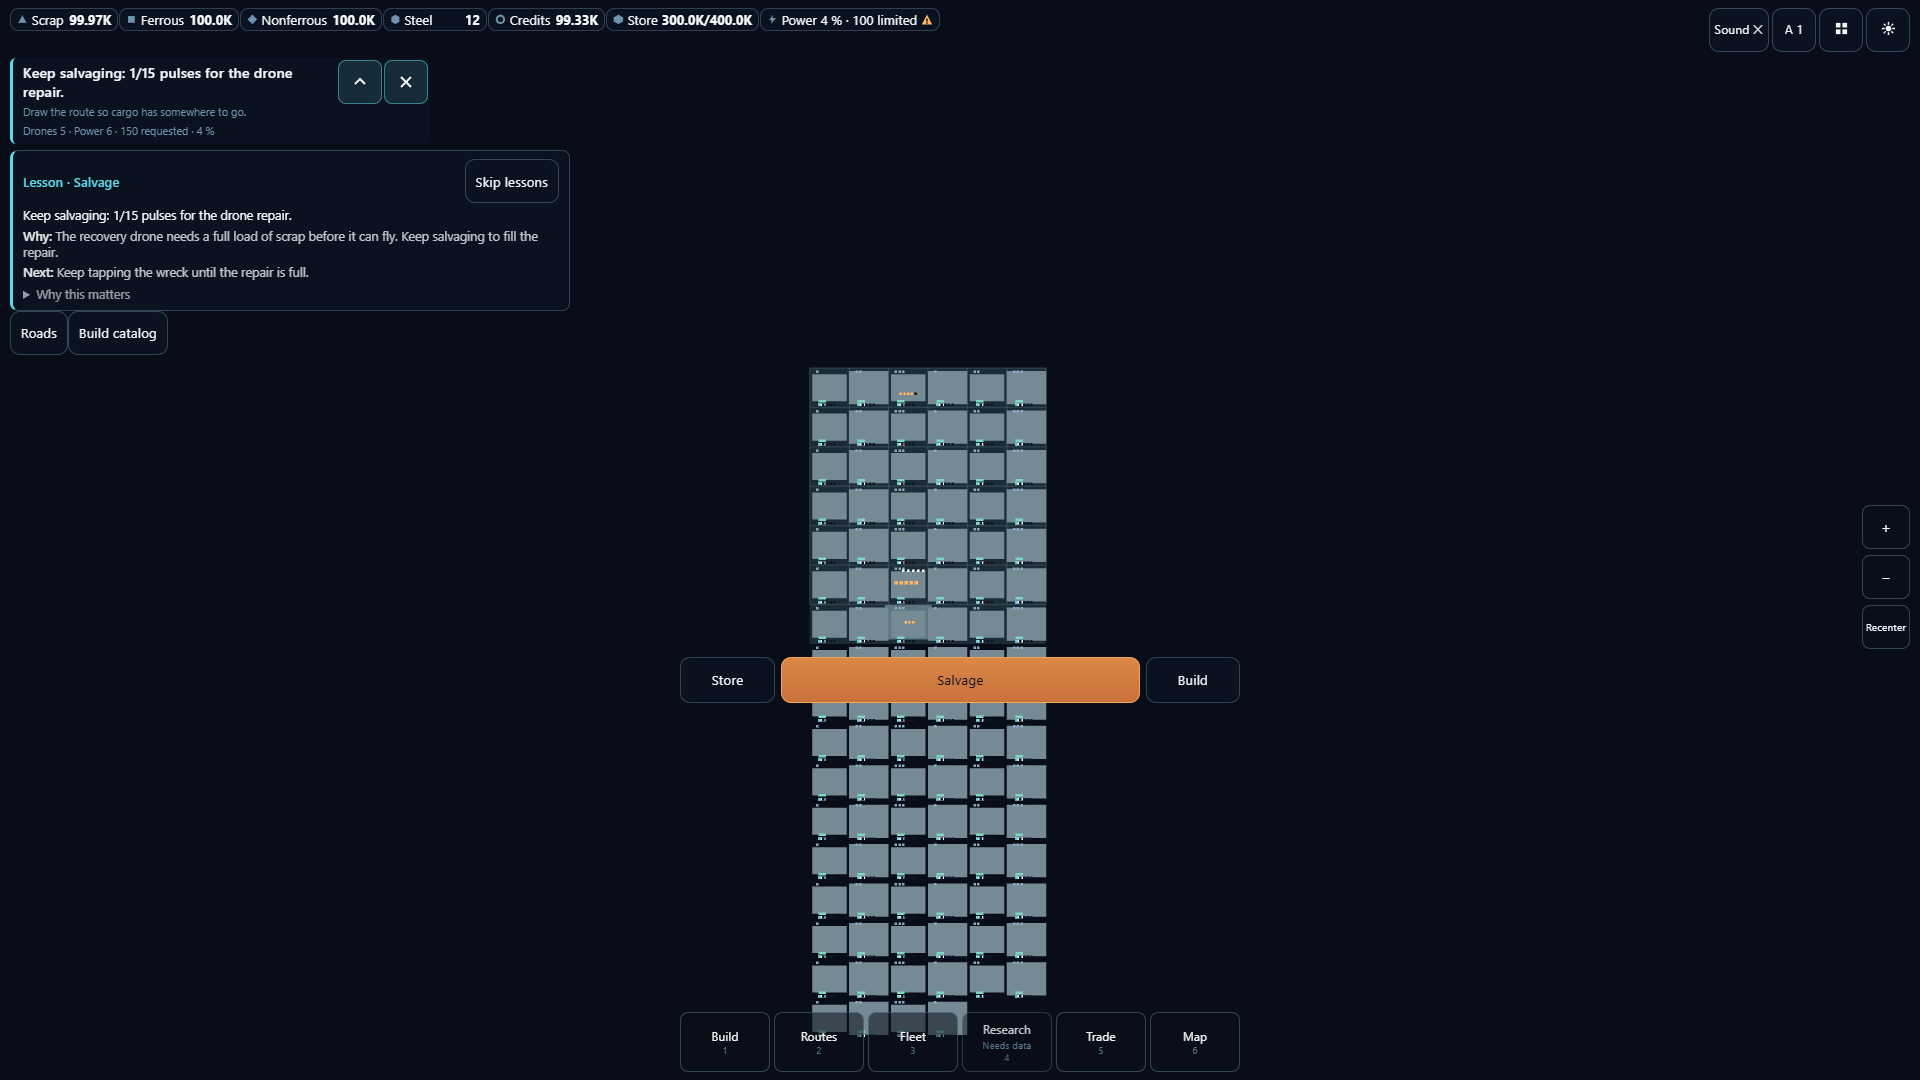 Scrap 99.97K Ferrous 100.0K Nonferrous 100.0K Steel 12 Credits 99.33K Store 300.0K/400.0K Power 4 % · 100 limited
Sound A 1
Keep salvaging: 1/15 pulses for the drone
repair.
Draw the route so cargo has somewhere to go.
Drones 5 · Power 6 · 150 requested · 4 %
Lesson · Salvage
Skip lessons
Keep salvaging: 1/15 pulses for the drone repair.
Why: The recovery drone needs a full load of scrap before it can fly. Keep salvaging to fill the
repair.
Next: Keep tapping the wreck until the repair is full.
Why this matters
Roads Build catalog
+
−
Recenter
Store Salvage Build
Build Routes Fleet Research Trade Map
Needs data
1 2 3 4 5 6